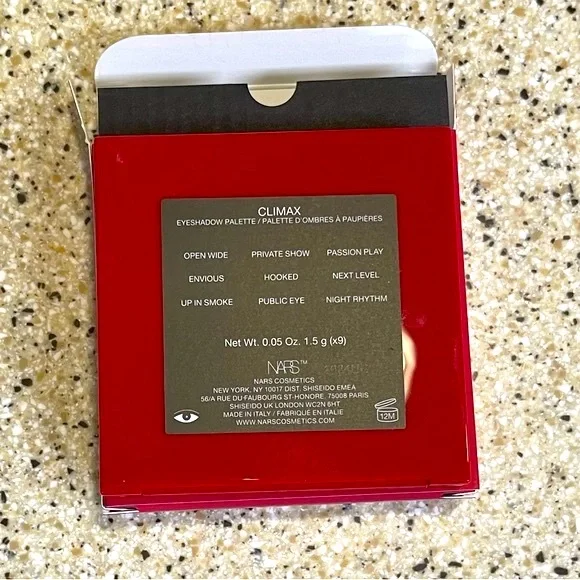 CLIMAX
EYESHADOW PALETTE / PALETTE D'OMBRES À PAUPIÈRES
OPEN WIDE PRIVATE SHOW PASSION PLAY
ENVIOUS HOOKED NEXT LEVEL
UP IN SMOKE PUBLIC EYE NIGHT RHYTHM
Net Wt. 0.05 Oz. 1.5 g (x9)
NARS™
NARS COSMETICS
NEW YORK, NY 10017 DIST. SHISEIDO EMEA
56/A RUE DU FAUBOURG ST-HONORE, 75008 PARIS
SHISEIDO UK LONDON WC2N 6HT
MADE IN ITALY / FABRIQUÉ EN ITALIE
WWW.NARSCOSMETICS.COM
12M